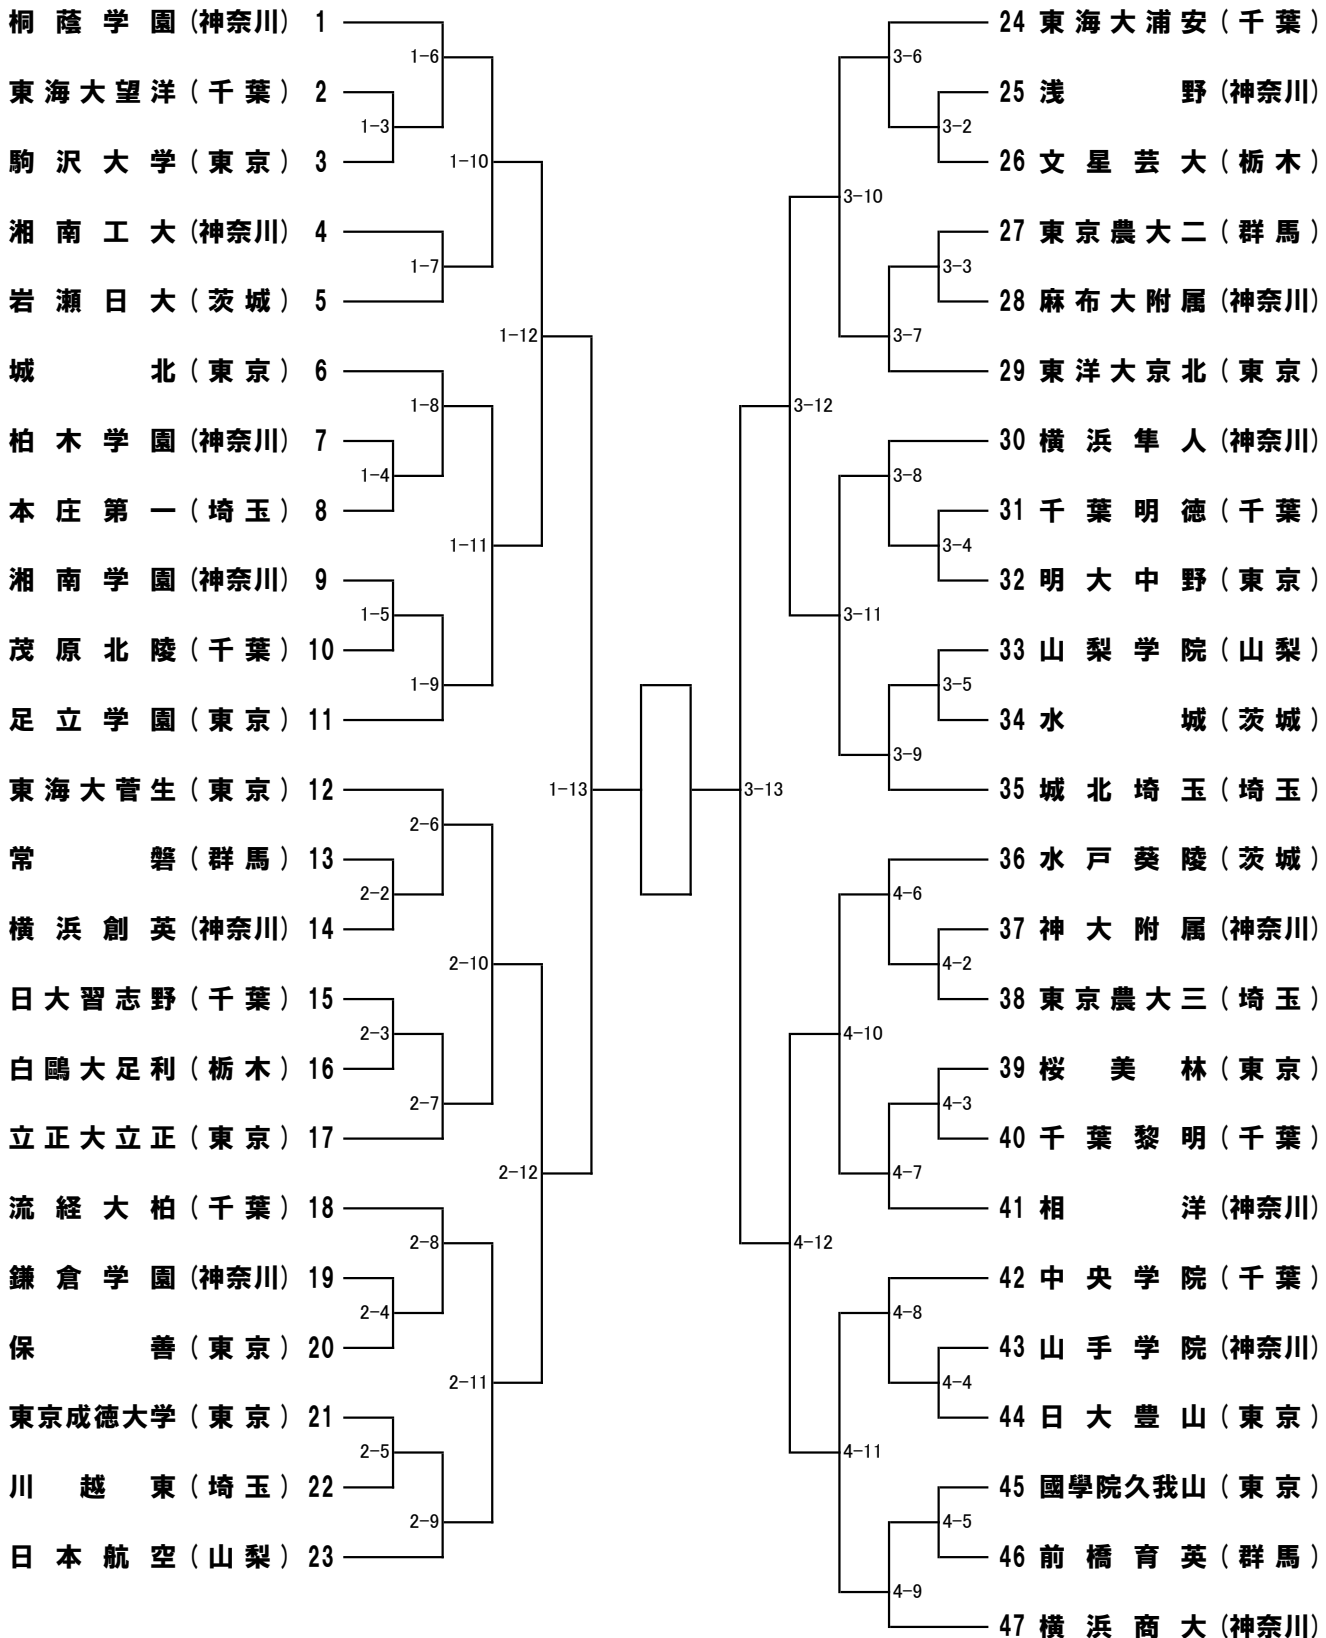 桐蔭学園(神奈川) 1
1-6
東海大望洋(千葉) 2
1-3
駒沢大学(東京) 3
1-10
湘南工大(神奈川) 4
1-7
岩瀬日大(茨城) 5
1-12
城北(東京) 6
1-8
柏木学園(神奈川) 7
1-4
本庄第一(埼玉) 8
1-11
湘南学園(神奈川) 9
1-5
茂原北陵(千葉) 10
1-9
足立学園(東京) 11
東海大菅生(東京) 12
1-13
2-6
常磐(群馬) 13
2-2
横浜創英(神奈川) 14
2-10
日大習志野(千葉) 15
2-3
白鷗大足利(栃木) 16
2-7
立正大立正(東京) 17
2-12
流経大柏(千葉) 18
2-8
鎌倉学園(神奈川) 19
2-4
保善(東京) 20
2-11
東京成徳大学(東京) 21
2-5
川越東(埼玉) 22
2-9
日本航空(山梨) 23
24 東海大浦安(千葉)
3-6
25 浅野(神奈川)
3-2
26 文星芸大(栃木)
3-10
27 東京農大二(群馬)
3-3
28 麻布大附属(神奈川)
3-7
29 東洋大京北(東京)
3-12
30 横浜隼人(神奈川)
3-8
31 千葉明徳(千葉)
3-4
32 明大中野(東京)
3-11
33 山梨学院(山梨)
3-5
34 水城(茨城)
3-9
35 城北埼玉(埼玉)
3-13
36 水戸葵陵(茨城)
4-6
37 神大附属(神奈川)
4-2
38 東京農大三(埼玉)
4-10
39 桜美林(東京)
4-3
40 千葉黎明(千葉)
4-7
41 相洋(神奈川)
4-12
42 中央学院(千葉)
4-8
43 山手学院(神奈川)
4-4
44 日大豊山(東京)
4-11
45 國學院久我山(東京)
4-5
46 前橋育英(群馬)
4-9
47 横浜商大(神奈川)